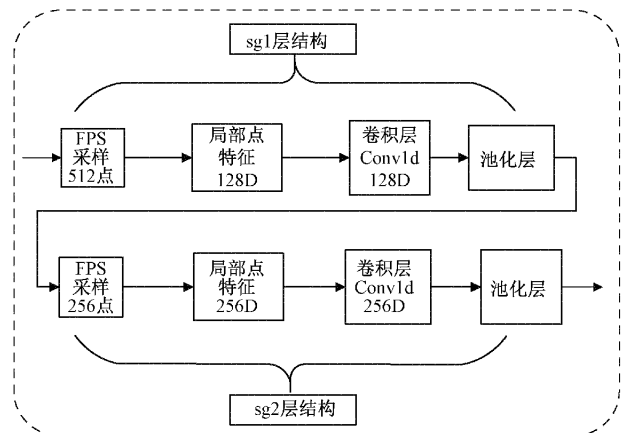 sg1层结构
FPS
采样
512点
局部点
特征
128D
卷积层
Conv1d
128D
池化层
FPS
采样
256点
局部点
特征
256D
卷积层
Conv1d
256D
池化层
sg2层结构